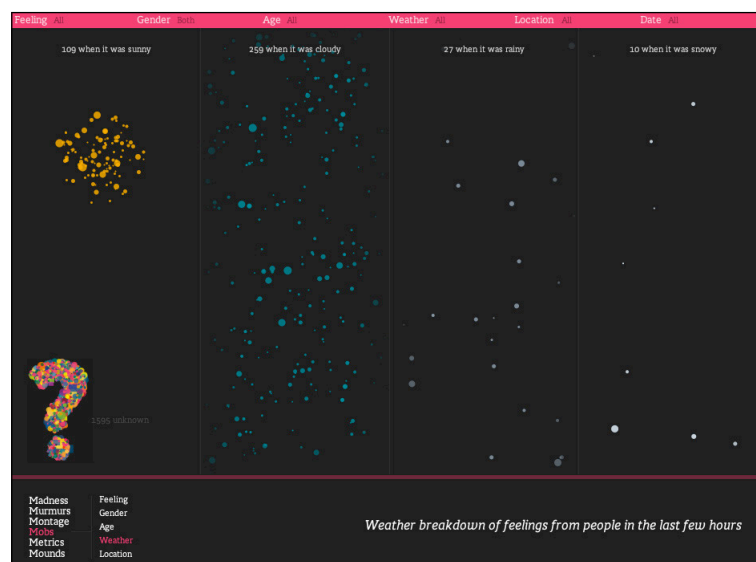 Feeling All Gender Both Age All Weather All Location All Date All
109 when it was sunny
259 when it was cloudy
27 when it was rainy
10 when it was snowy
?
1595 unknown
Madness
Murmurs
Montage
Mobs
Metrics
Mounds
Feeling
Gender
Age
Weather
Location
Weather breakdown of feelings from people in the last few hours